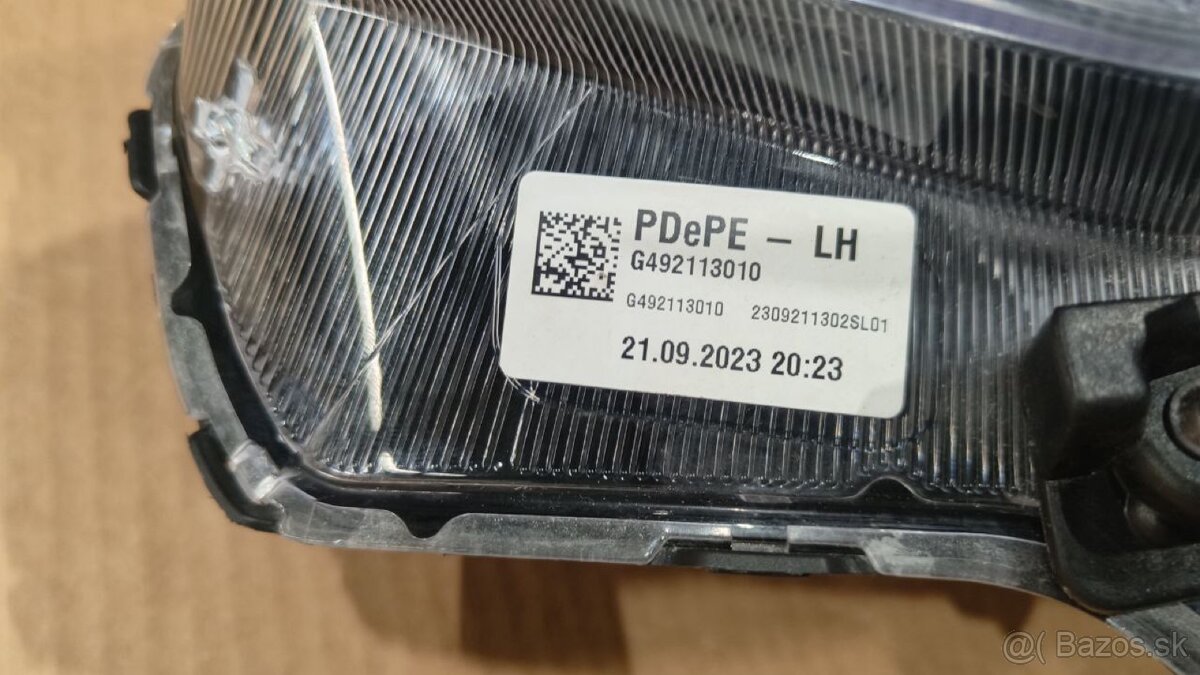 PDePE – LH
G492113010
G492113010 2309211302SL01
21.09.2023 20:23
@( Bazos.sk